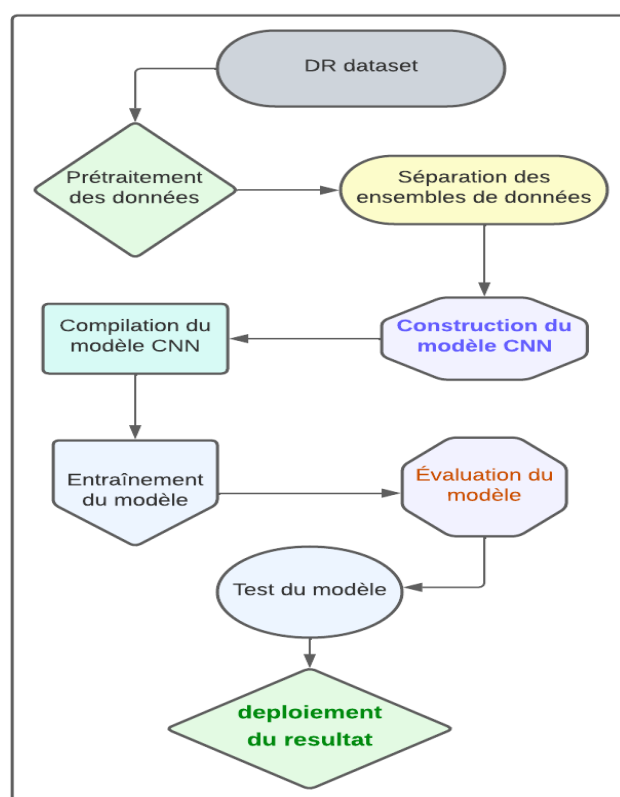 DR dataset
Prétraitement
des données
Séparation des
ensembles de données
Construction du
modèle CNN
Compilation du
modèle CNN
Entraînement
du modèle
Évaluation du
modèle
Test du modèle
deploiement
du resultat